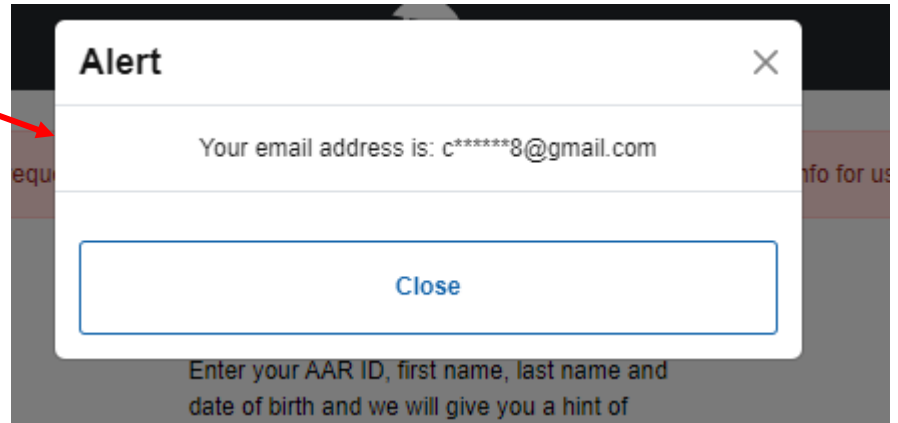 Alert
Your email address is: c******8@gmail.com
Close
Enter your AAR ID, first name, last name and
date of birth and we will give you a hint of